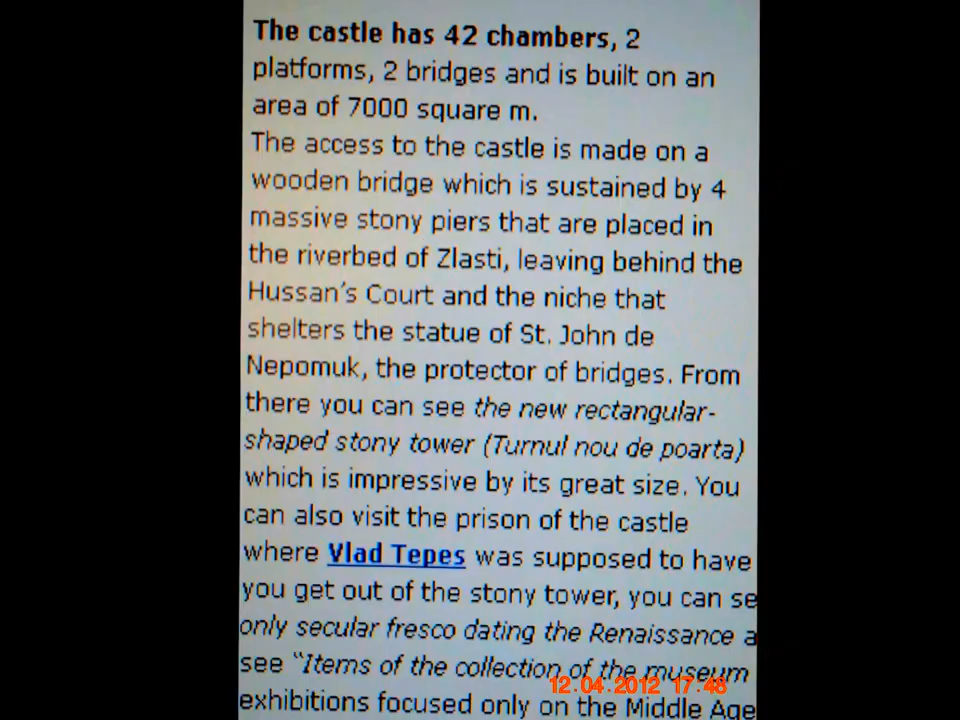 The castle has 42 chambers, 2
platforms, 2 bridges and is built on an
area of 7000 square m.
The access to the castle is made on a
wooden bridge which is sustained by 4
massive stony piers that are placed in
the riverbed of Zlasti, leaving behind the
Hussan's Court and the niche that
shelters the statue of St. John de
Nepomuk, the protector of bridges. From
there you can see the new rectangular-
shaped stony tower (Turnul nou de poarta)
which is impressive by its great size. You
can also visit the prison of the castle
where Vlad Tepes was supposed to have
you get out of the stony tower, you can se
only secular fresco dating the Renaissance a
see "Items of the collection of the museum
exhibitions focused only on the Middle Age
12.04.2012 17:48